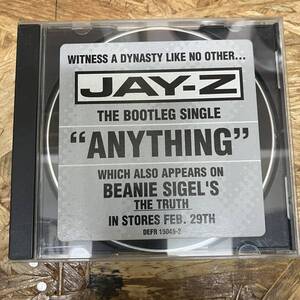 WITNESS A DYNASTY LIKE NO OTHER...
JAY-Z
THE BOOTLEG SINGLE
“ANYTHING”
WHICH ALSO APPEARS ON
BEANIE SIGEL'S
THE TRUTH
IN STORES FEB. 29TH
DEFR 15045-2